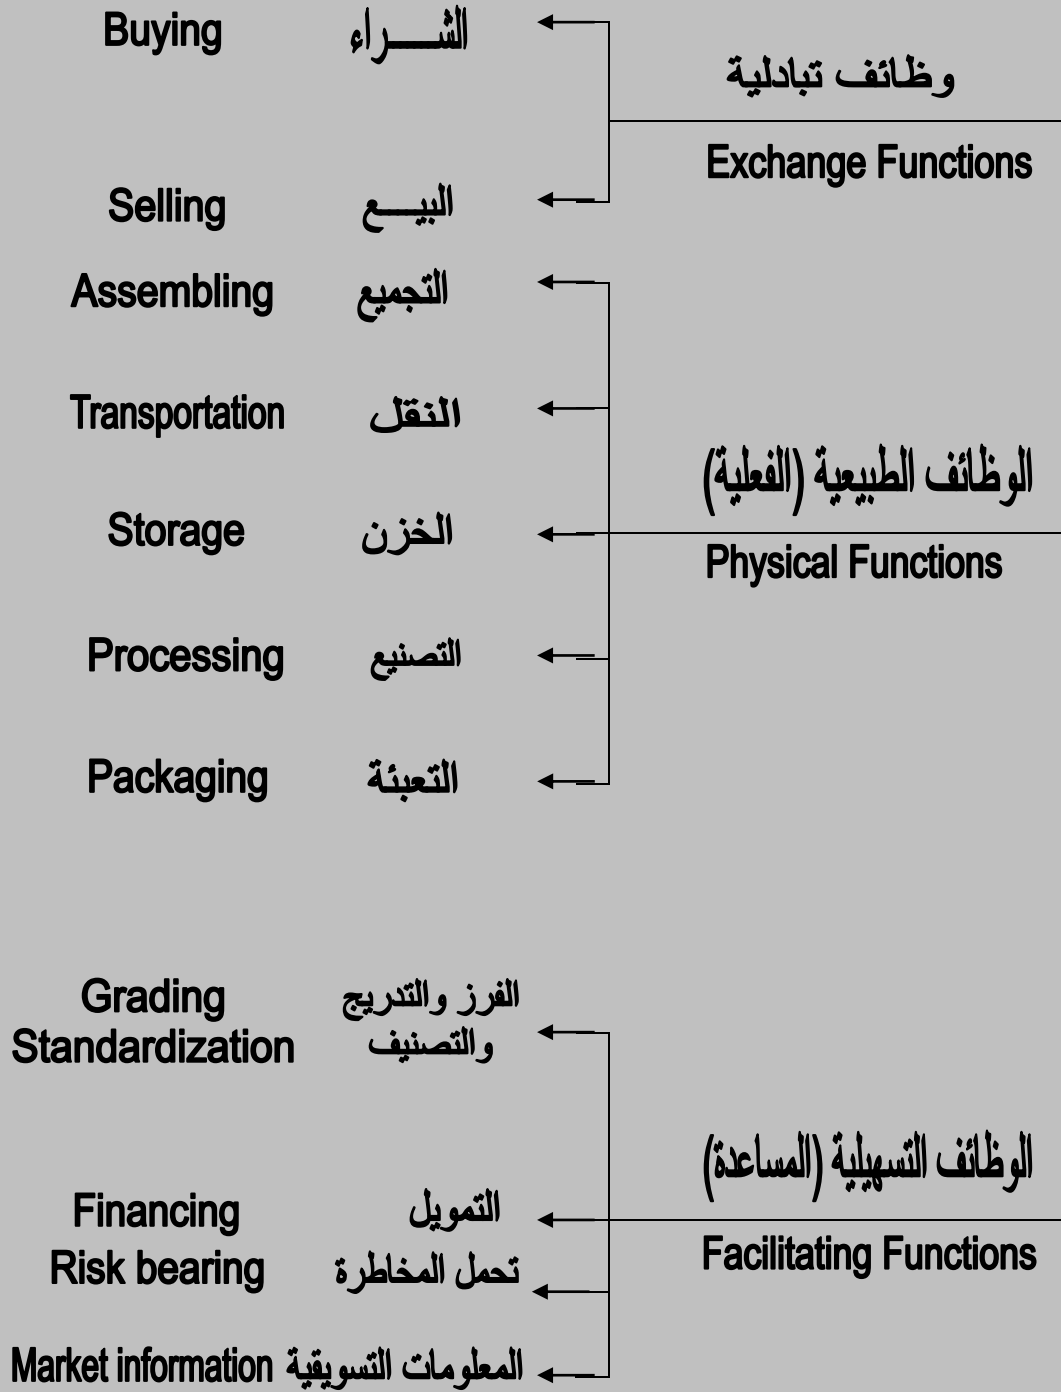 وظائف تبادلية
Exchange Functions
الشـــراء Buying
البيـــع Selling
الوظائف الطبيعية (الفعلية)
Physical Functions
التجميع Assembling
النقل Transportation
الخزن Storage
التصنيع Processing
التعبئة Packaging
الوظائف التسهيلية (المساعدة)
Facilitating Functions
الفرز والتدريج Grading
والتصنيف Standardization
التمويل Financing
تحمل المخاطرة Risk bearing
المعلومات التسويقية Market information